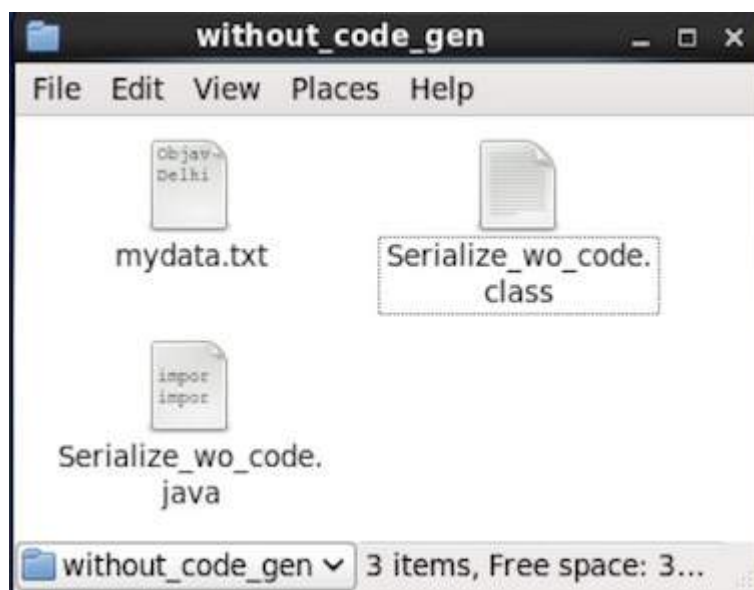 without_code_gen
File Edit View Places Help
Objav
Delhi
mydata.txt
Serialize_wo_code.
class
impor
impor
Serialize_wo_code.
java
without_code_gen 3 items, Free space: 3...